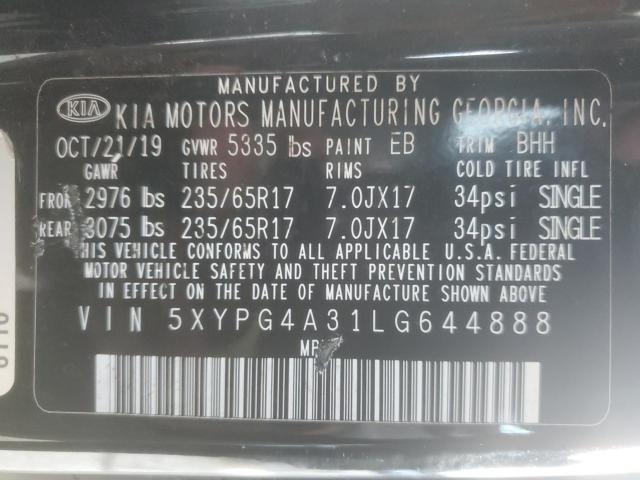 MANUFACTURED BY
KIA KIA MOTORS MANUFACTURING GEORGIA, INC.
OCT/21/19 GVWR 5335 lbs PAINT EB TRIM BHH
GAWR TIRES RIMS COLD TIRE INFL
FRONT 2976 lbs 235/65R17 7.0JX17 34psi SINGLE
REAR 3075 lbs 235/65R17 7.0JX17 34psi SINGLE
THIS VEHICLE CONFORMS TO ALL APPLICABLE U.S.A. FEDERAL
MOTOR VEHICLE SAFETY AND THEFT PREVENTION STANDARDS
IN EFFECT ON THE DATE OF MANUFACTURE SHOWN ABOVE.
VIN 5XYPG4A31LG644888